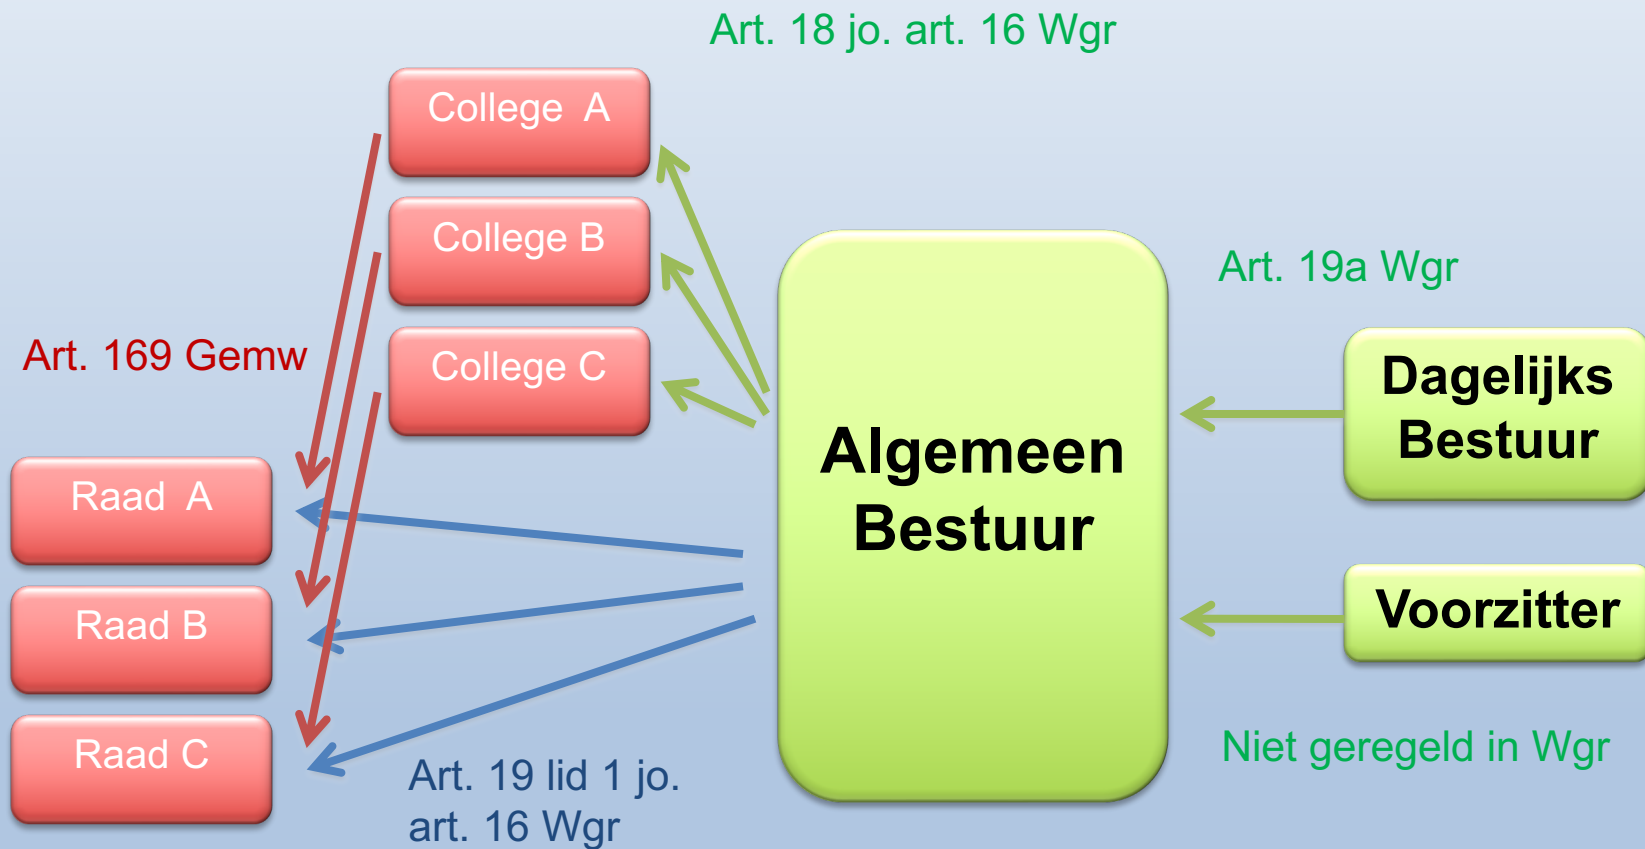 Art. 18 jo. art. 16 Wgr
College A
College B
College C
Art. 169 Gemw
Raad A
Raad B
Raad C
Art. 19 lid 1 jo.
art. 16 Wgr
Algemeen
Bestuur
Art. 19a Wgr
Dagelijks
Bestuur
Voorzitter
Niet geregeld in Wgr